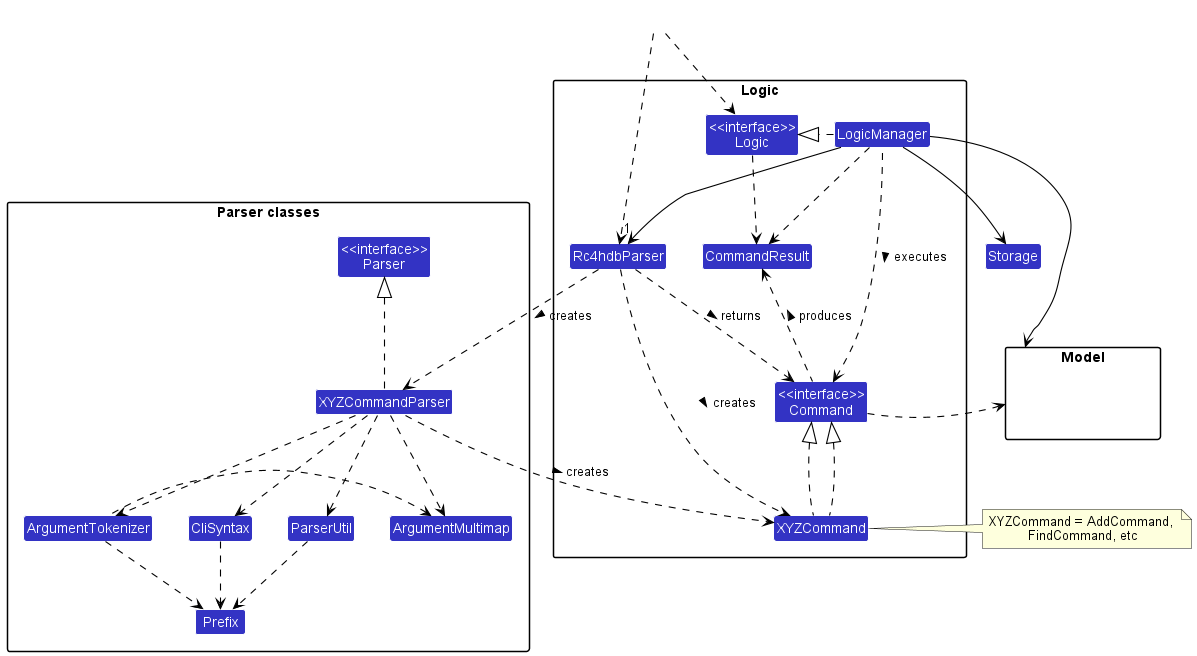 Logic
<<interface>>
Logic
LogicManager
Parser classes
<<interface>>
Parser
1
Rc4hdbParser
CommandResult
executes
Storage
creates
returns
produces
Model
XYZCommandParser
creates
<<interface>>
Command
creates
ArgumentTokenizer
CliSyntax
ParserUtil
ArgumentMultimap
XYZCommand
XYZCommand = AddCommand,
FindCommand, etc
Prefix